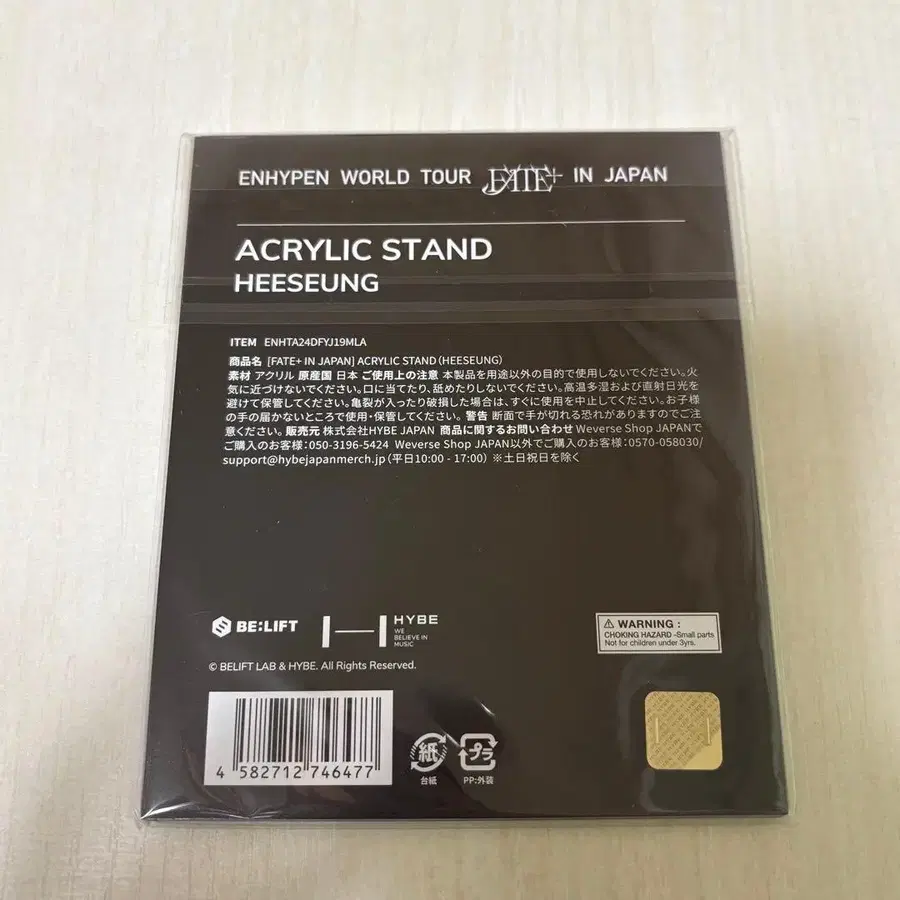 ENHYPEN WORLD TOUR FATE+ IN JAPAN
ACRYLIC STAND
HEESEUNG
ITEM ENHTA24DFYJ19MLA
商品名 [FATE+ IN JAPAN] ACRYLIC STAND (HEESEUNG)
素材 アクリル 原産国 日本 ご使用上の注意 本製品を用途以外の目的で使用しないでください。火
気に近づけないでください。口に当てたり、舐めたりしないでください。高温多湿および直射日光を
避けて保管してください。亀裂が入ったり破損した場合は、すぐに使用を中止してください。お子様
の手の届かないところで使用・保管してください。 警告 断面で手が切れる恐れがありますのでご注
意ください。 販売元 株式会社HYBE JAPAN 商品に関するお問い合わせ Weverse Shop JAPANで
ご購入のお客様:050-3196-5424 Weverse Shop JAPAN以外でご購入のお客様:0570-058030/
support@hybejapanmerch.jp (平日10:00 - 17:00) ※土日祝日を除く
BE:LIFT
HYBE
WE
BELIEVE IN
MUSIC
© BELIFT LAB & HYBE. All Rights Reserved.
⚠ WARNING :
CHOKING HAZARD -Small parts
Not for children under 3yrs.
4 582712 746477
紙
台紙
プラ
PP:外装